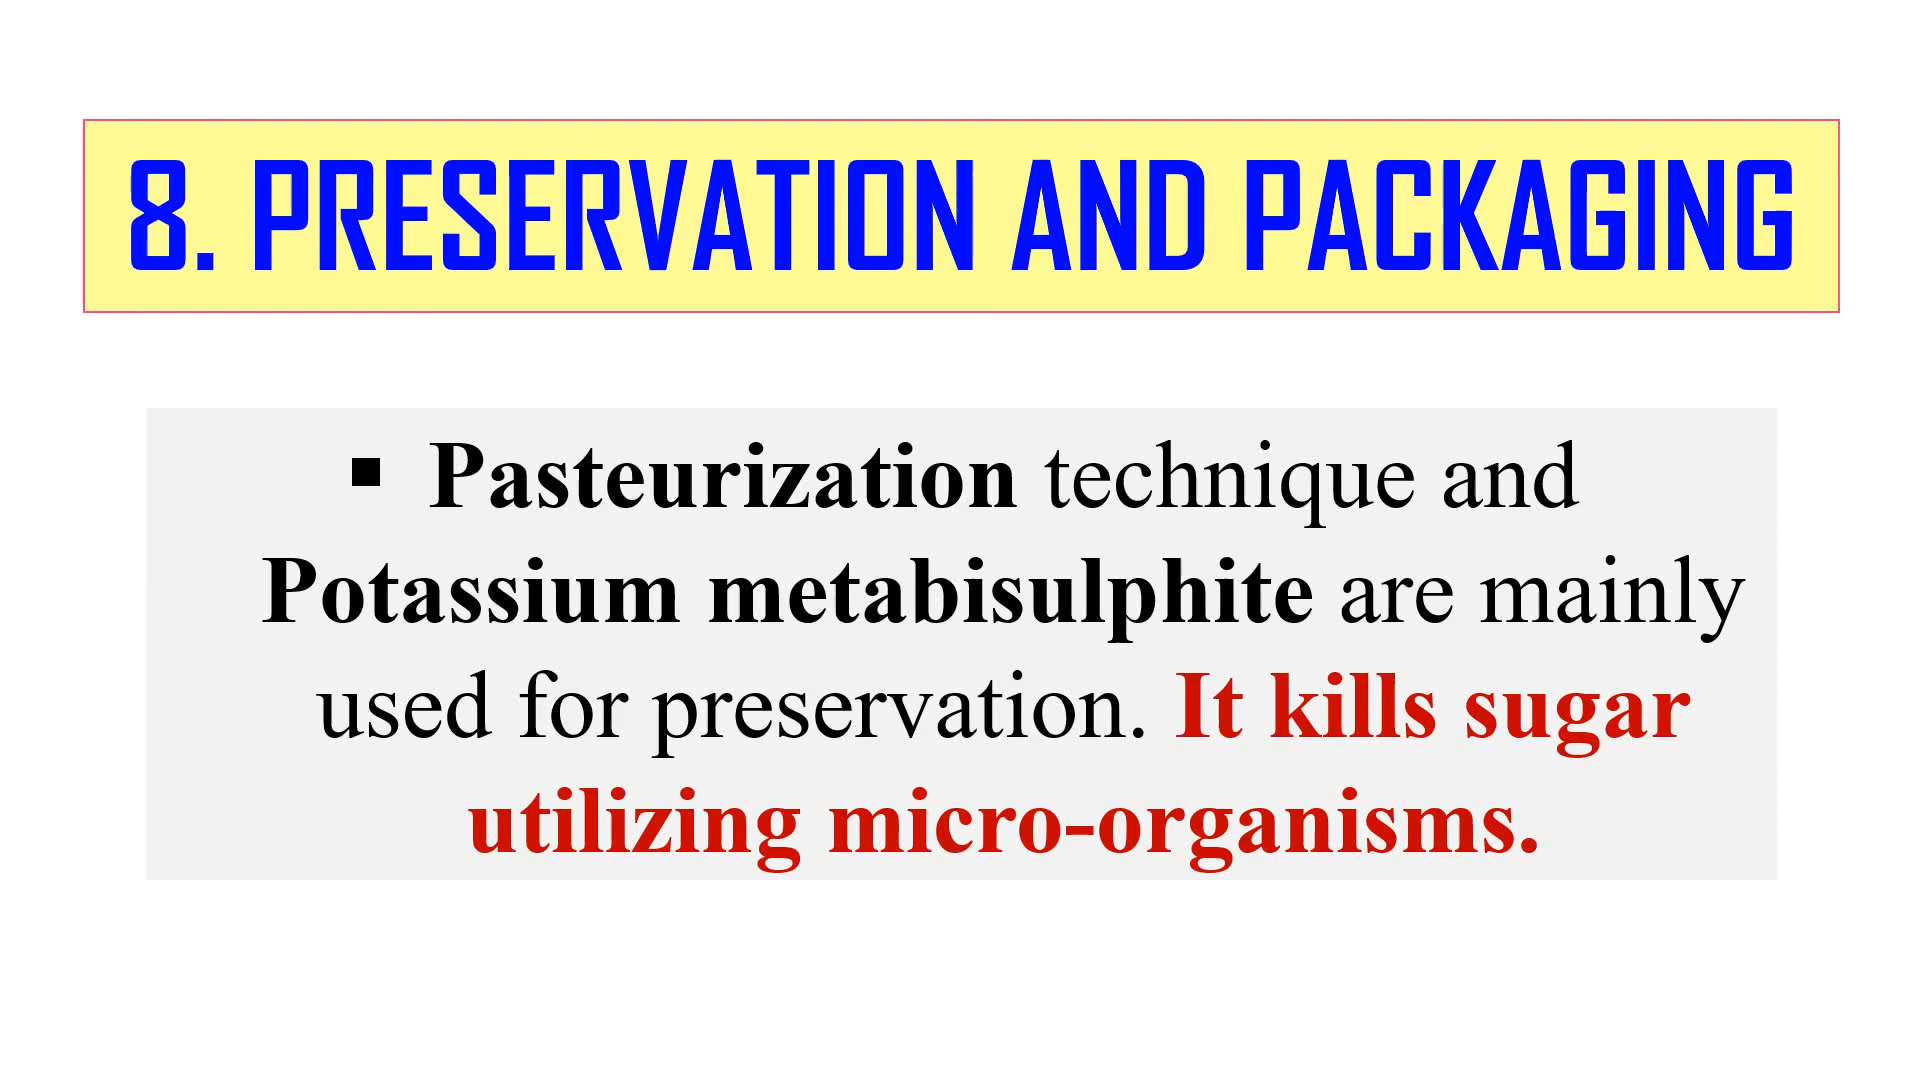 8. PRESERVATION AND PACKAGING
▪ Pasteurization technique and
Potassium metabisulphite are mainly
used for preservation. It kills sugar
utilizing micro-organisms.